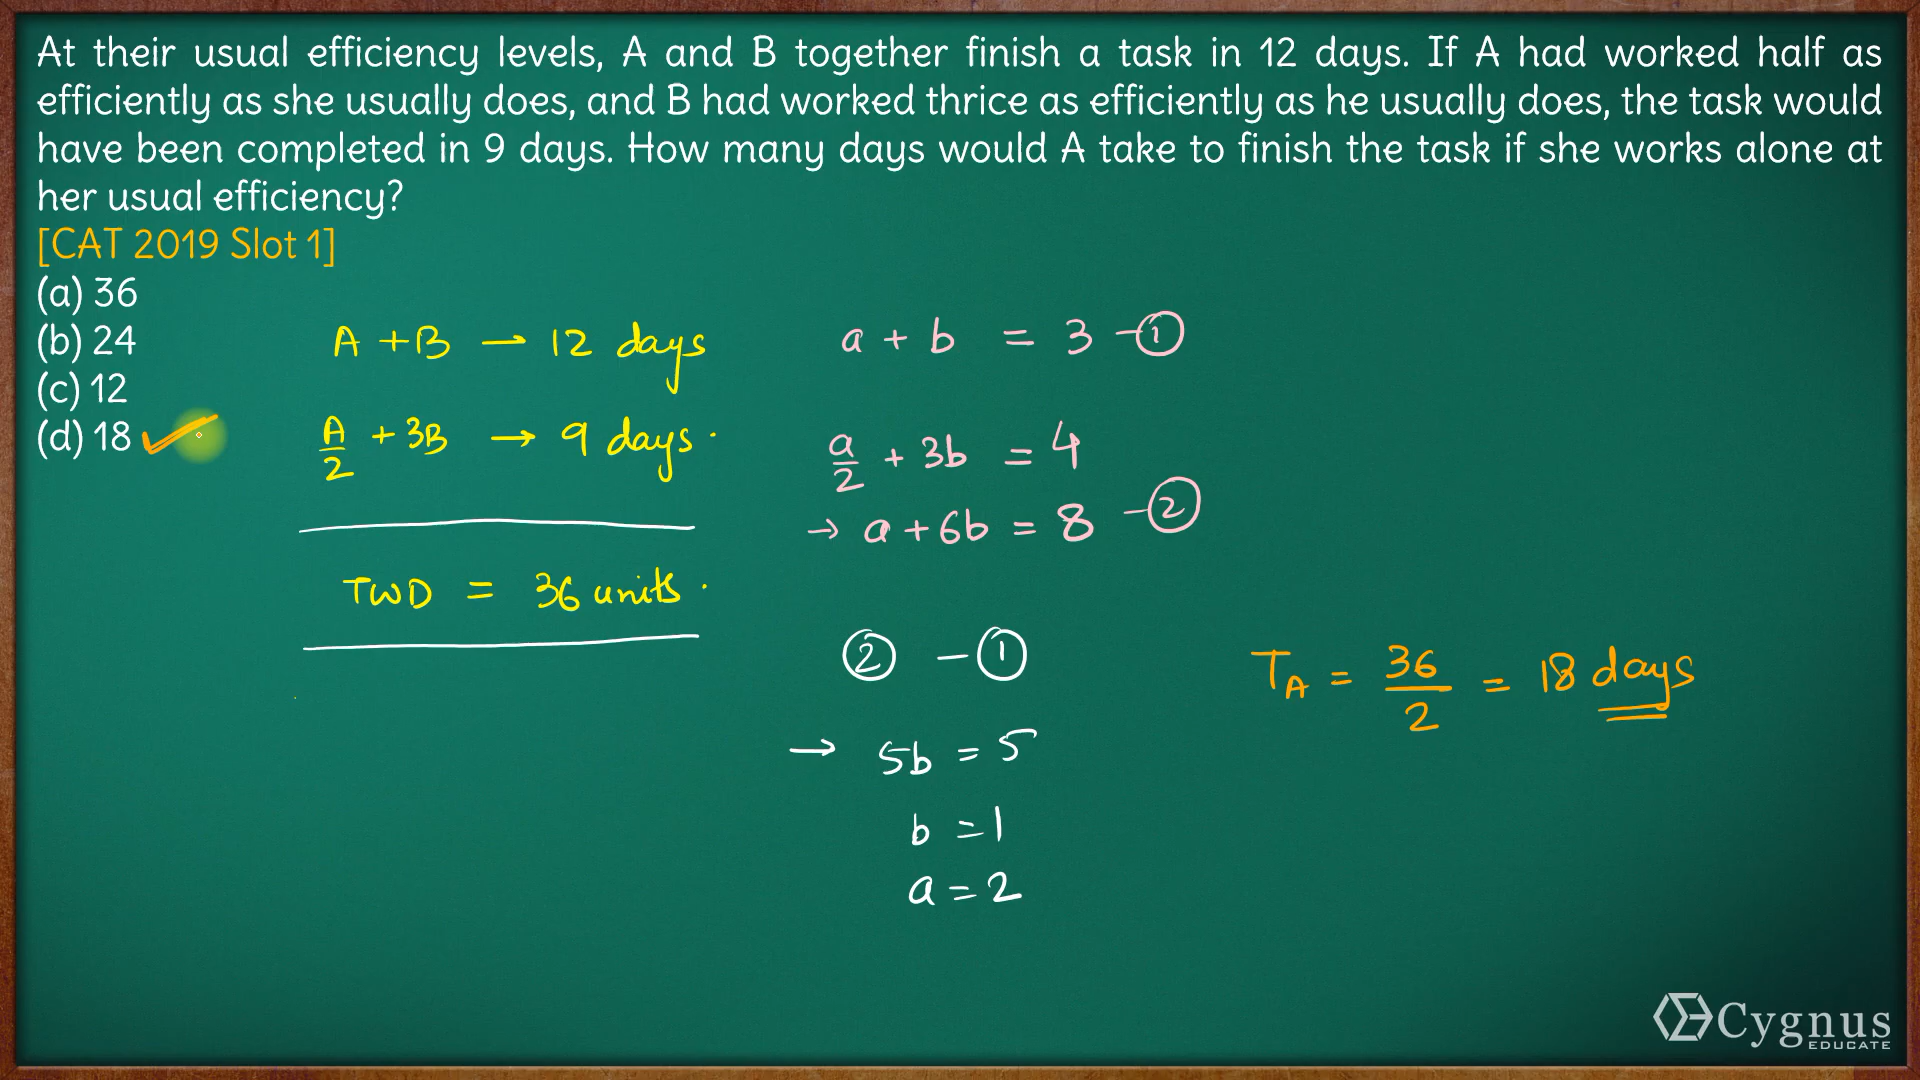 At their usual efficiency levels, A and B together finish a task in 12 days. If A had worked half as
efficiently as she usually does, and B had worked thrice as efficiently as he usually does, the task would
have been completed in 9 days. How many days would A take to finish the task if she works alone at
her usual efficiency?
[CAT 2019 Slot 1]
(a) 36
(b) 24
(c) 12
(d) 18
A + B → 12 days
A/2 + 3B → 9 days.
TWD = 36 units.
a + b = 3 - ①
a/2 + 3b = 4
→ a + 6b = 8 - ②
② - ①
→ 5b = 5
b = 1
a = 2
T_A = 36/2 = 18 days
Cygnus
EDUCATE